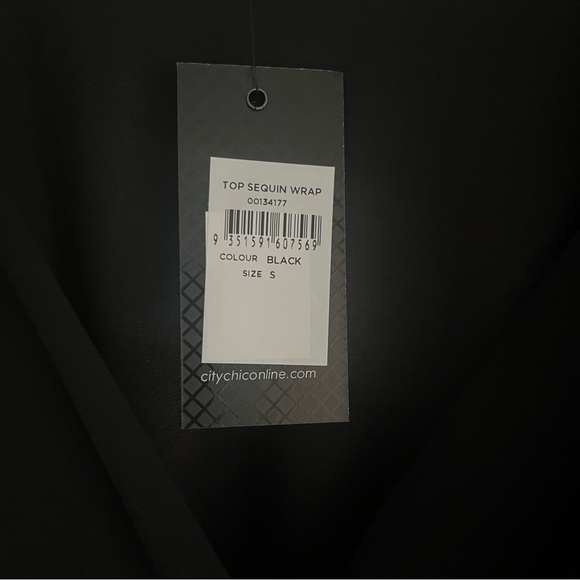 TOP SEQUIN WRAP
00134177
9 351591 607569
COLOUR BLACK
SIZE S
citychiconline.com